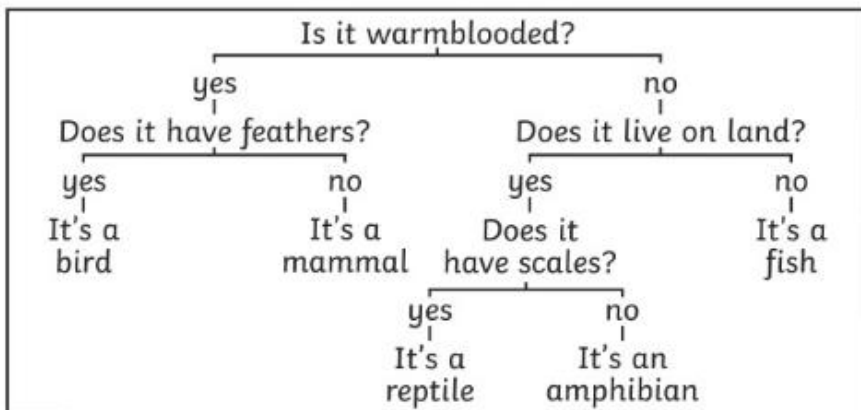 Is it warmblooded?
yes
no
Does it have feathers?
Does it live on land?
yes
no
yes
no
It's a
bird
It's a
mammal
Does it
have scales?
It's a
fish
yes
no
It's a
reptile
It's an
amphibian